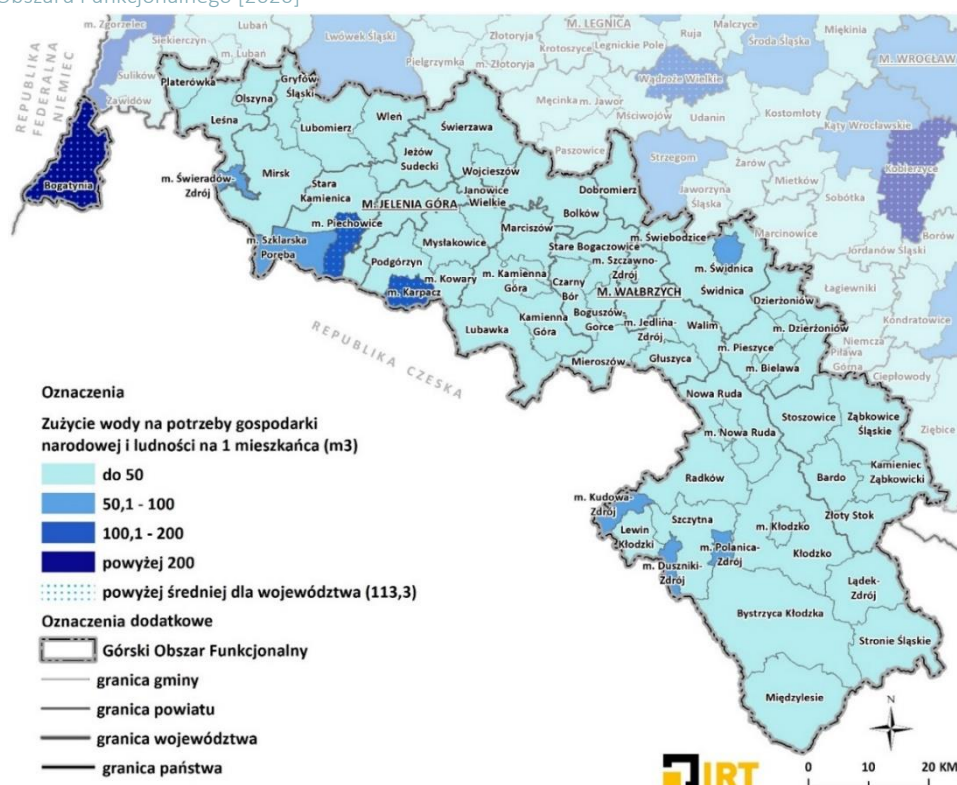 Obszaru Funkcjonalnego [2020]
m. Zgorzelec
Lubań
Siekierczyn
m. Lubań
Sulików
Zawidów
REPUBLIKA
FEDERALNA
NIEMIEC
Bogatynia
Lwówek Śląski
Pielgrzymka
Złotoryja
m. Złotoryja
M. LEGNICA
Krotoszyce
Legnickie Pole
Ruja
Malczyce
Środa Śląska
Miękinia
M. WROCŁAW
Wądroże Wielkie
Męcinka
m. Jawor
Mściwojów
Udanin
Kostomłoty
Kąty Wrocławskie
Paszowice
Strzegom
Żarów
Mietków
Kobierzyce
Sobótka
Jaworzyna
Śląska
Marcinowice
Borów
Jordanów Śląski
Łagiewniki
Kondratowice
Niemcza
Piława
Górna
Ciepłowody
Ziębice
Platerówka
Leśna
Olszyna
Gryfów
Śląski
Lubomierz
Wleń
Świerzawa
Mirsk
m. Świeradów-
Zdrój
Stara
Kamienica
Jeżów
Sudecki
Wojcieszów
Janowice
Wielkie
M. JELENIA GÓRA
m. Piechowice
m. Szklarska
Poręba
Podgórzyn
Mysłakowice
m. Karpacz
m. Kowary
Marciszów
Bolków
Dobromierz
Stare Bogaczowice
m. Świebodzice
m. Szczawno-
Zdrój
m. Świdnica
Świdnica
m. Kamienna
Góra
Czarny
Bór
M. WAŁBRZYCH
Dzierżoniów
Lubawka
Kamienna
Góra
Boguszów-
Gorce
m. Jedlina-
Zdrój
Walim
m. Dzierżoniów
Mieroszów
Głuszyca
m. Pieszyce
m. Bielawa
REPUBLIKA CZESKA
Nowa Ruda
m. Nowa Ruda
Stoszowice
Ząbkowice
Śląskie
Radków
Bardo
Kamieniec
Ząbkowicki
m. Kudowa-
Zdrój
Lewin
Kłodzki
Szczytna
m. Kłodzko
Złoty Stok
m. Duszniki-
Zdrój
m. Polanica-
Zdrój
Kłodzko
Lądek-
Zdrój
Bystrzyca Kłodzka
Stronie Śląskie
Międzylesie
Oznaczenia
Zużycie wody na potrzeby gospodarki
narodowej i ludności na 1 mieszkańca (m3)
do 50
50,1 - 100
100,1 - 200
powyżej 200
powyżej średniej dla województwa (113,3)
Oznaczenia dodatkowe
Górski Obszar Funkcjonalny
granica gminy
granica powiatu
granica województwa
granica państwa
IRT
N
0 10 20 KM